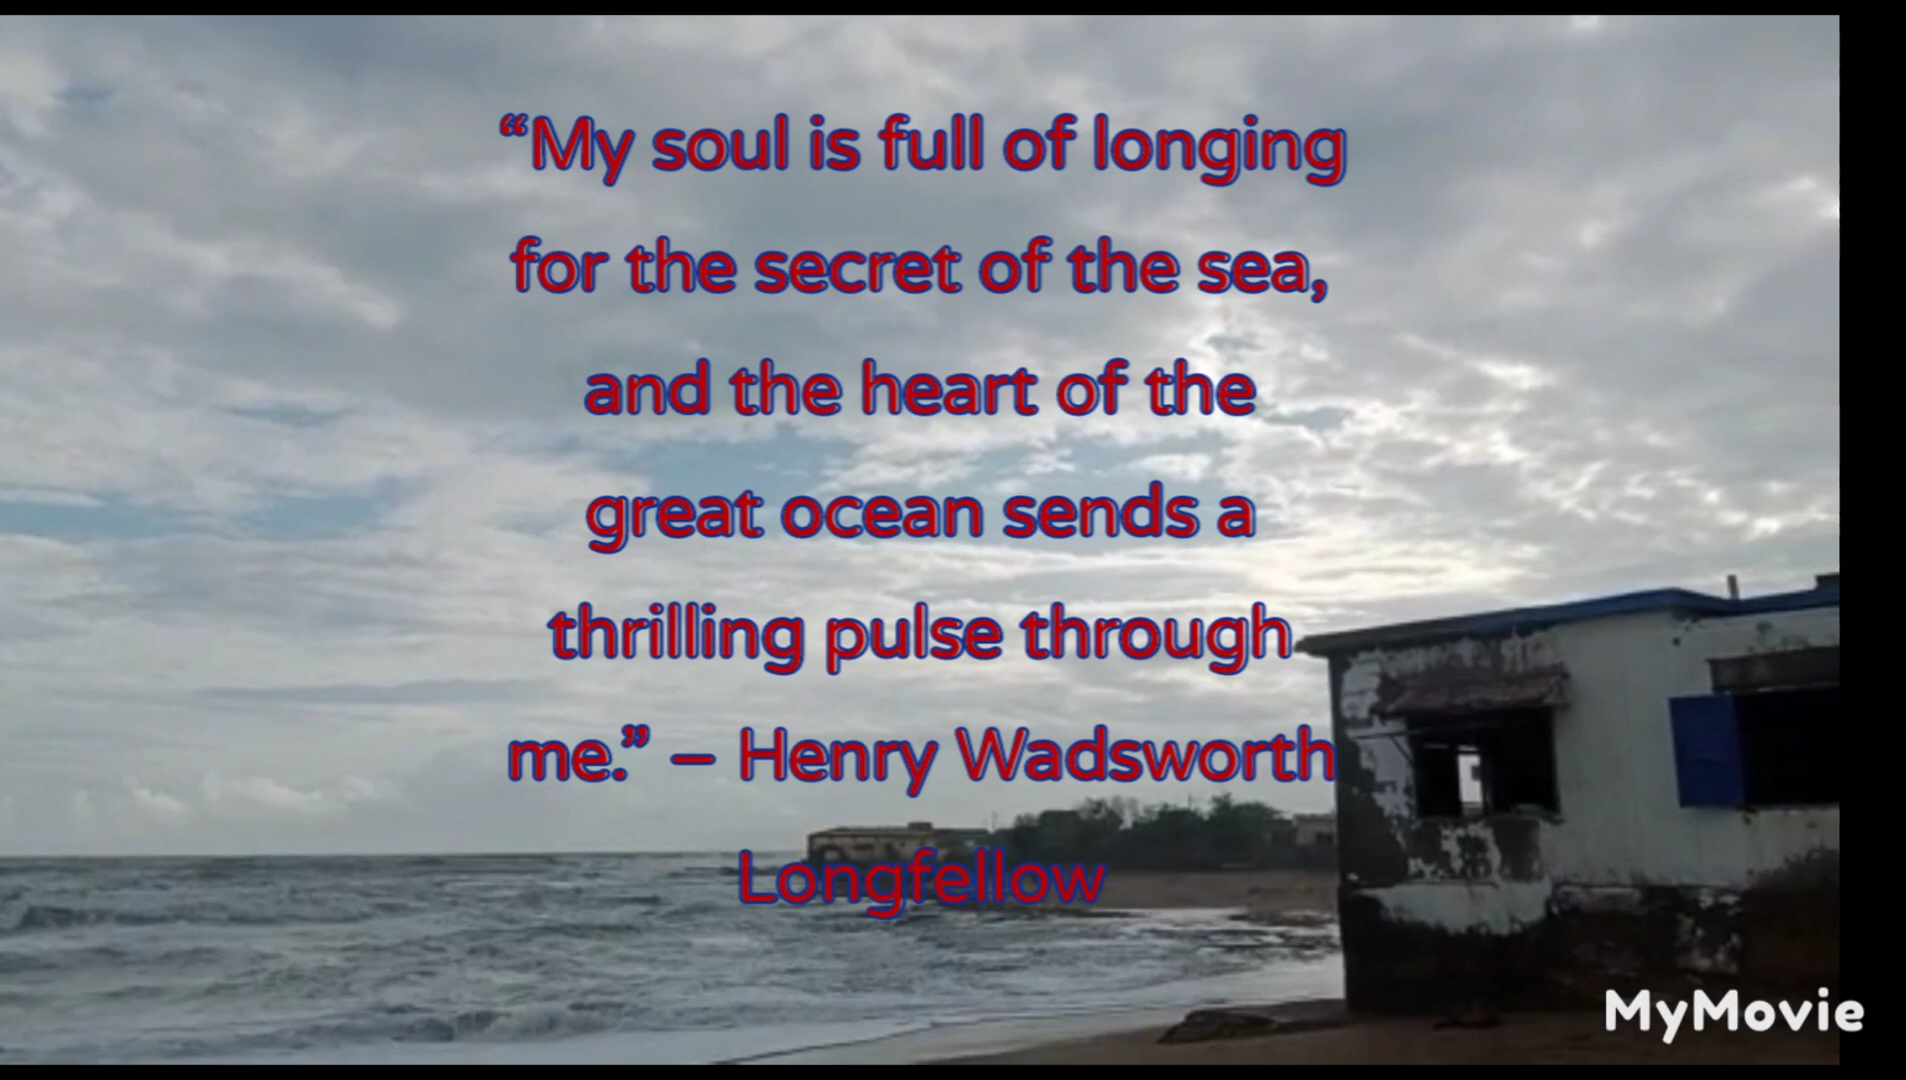 “My soul is full of longing
for the secret of the sea,
and the heart of the
great ocean sends a
thrilling pulse through
me.” – Henry Wadsworth
Longfellow
MyMovie